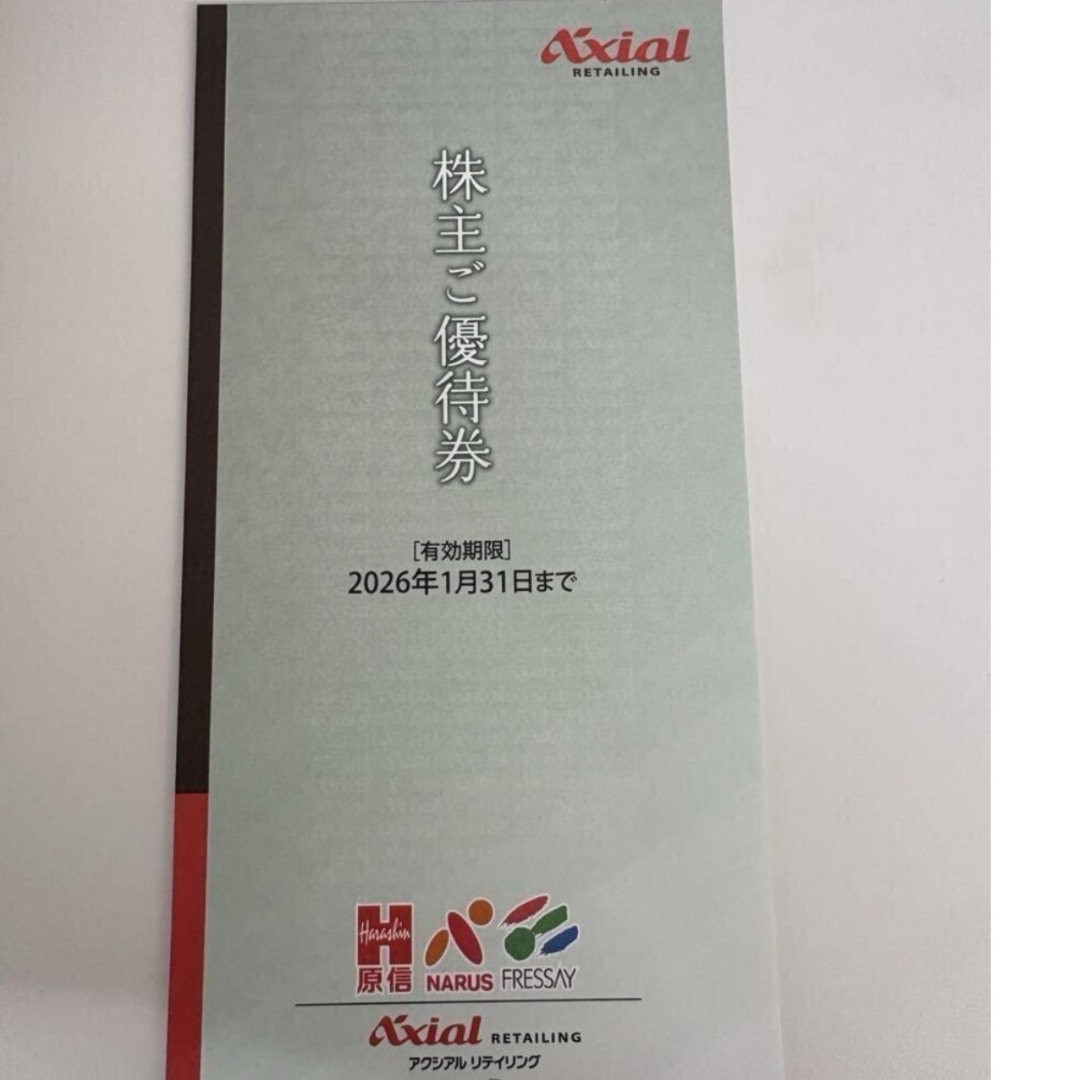 Axial
RETAILING
株主ご優待券
[有効期限]
2026年1月31日まで
Harashin
原信
NARUS
FRESSAY
Axial RETAILING
アクシアル リテイリング